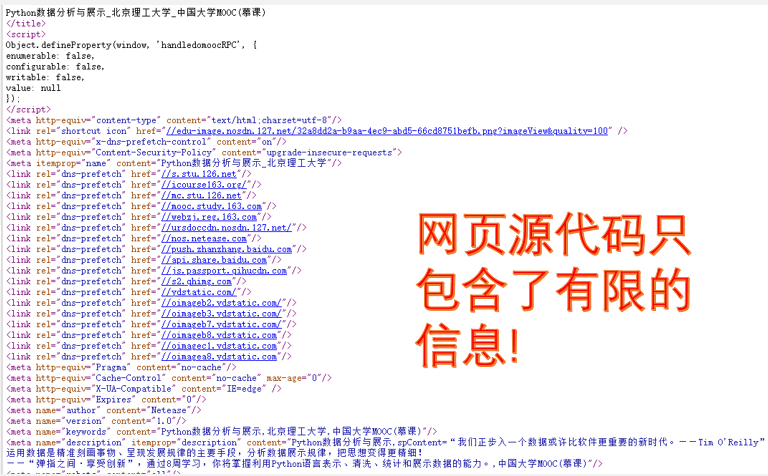 Python数据分析与展示_北京理工大学_中国大学MOOC(慕课)
</title>
<script>
Object.defineProperty(window, 'handledomoocRPC', {
enumerable: false,
configurable: false,
writable: false,
value: null
});
</script>
<meta http-equiv="content-type" content="text/html;charset=utf-8"/>
<link rel="shortcut icon" href="//edu-image.nosdn.127.net/32a8dd2a-b9aa-4ec9-abd5-66cd8751befb.png?imageView&quality=100" />
<meta http-equiv="x-dns-prefetch-control" content="on"/>
<meta http-equiv="Content-Security-Policy" content="upgrade-insecure-requests">
<meta itemprop="name" content="Python数据分析与展示_北京理工大学"/>
<link rel="dns-prefetch" href="//s.stu.126.net"/>
<link rel="dns-prefetch" href="//icourse163.org/"/>
<link rel="dns-prefetch" href="//mc.stu.126.net"/>
<link rel="dns-prefetch" href="//mooc.study.163.com"/>
<link rel="dns-prefetch" href="//webzj.reg.163.com"/>
<link rel="dns-prefetch" href="//ursdoccdn.nosdn.127.net/"/>
<link rel="dns-prefetch" href="//nos.netease.com"/>
<link rel="dns-prefetch" href="//push.zhanzhang.baidu.com"/>
<link rel="dns-prefetch" href="//api.share.baidu.com"/>
<link rel="dns-prefetch" href="//js.passport.qihucdn.com"/>
<link rel="dns-prefetch" href="//s2.qhimg.com"/>
<link rel="dns-prefetch" href="//vdstatic.com/"/>
<link rel="dns-prefetch" href="//oimageb2.ydstatic.com/"/>
<link rel="dns-prefetch" href="//oimageb3.ydstatic.com/"/>
<link rel="dns-prefetch" href="//oimageb7.ydstatic.com/"/>
<link rel="dns-prefetch" href="//oimageb8.ydstatic.com"/>
<link rel="dns-prefetch" href="//oimagec1.ydstatic.com"/>
<link rel="dns-prefetch" href="//oimagea8.ydstatic.com"/>
<meta http-equiv="Pragma" content="no-cache"/>
<meta http-equiv="Cache-Control" content="no-cache" max-age="0"/>
<meta http-equiv="X-UA-Compatible" content="IE=edge" />
<meta http-equiv="Expires" content="0"/>
<meta name="author" content="Netease"/>
<meta name="version" content="1.0"/>
<meta name="keywords" content="Python数据分析与展示,北京理工大学,中国大学MOOC(慕课)"/>
<meta name="description" itemprop="description" content="Python数据分析与展示,spContent=“我们正步入一个数据或许比软件更重要的新时代。——Tim O'Reilly”
运用数据是精准刻画事物、呈现发展规律的主要手段，分析数据展示规律，把思想变得更精细！
——“弹指之间·享受创新”，通过8周学习，你将掌握利用Python语言表示、清洗、统计和展示数据的能力。,中国大学MOOC(慕课)"/>
网页源代码只
包含了有限的
信息!